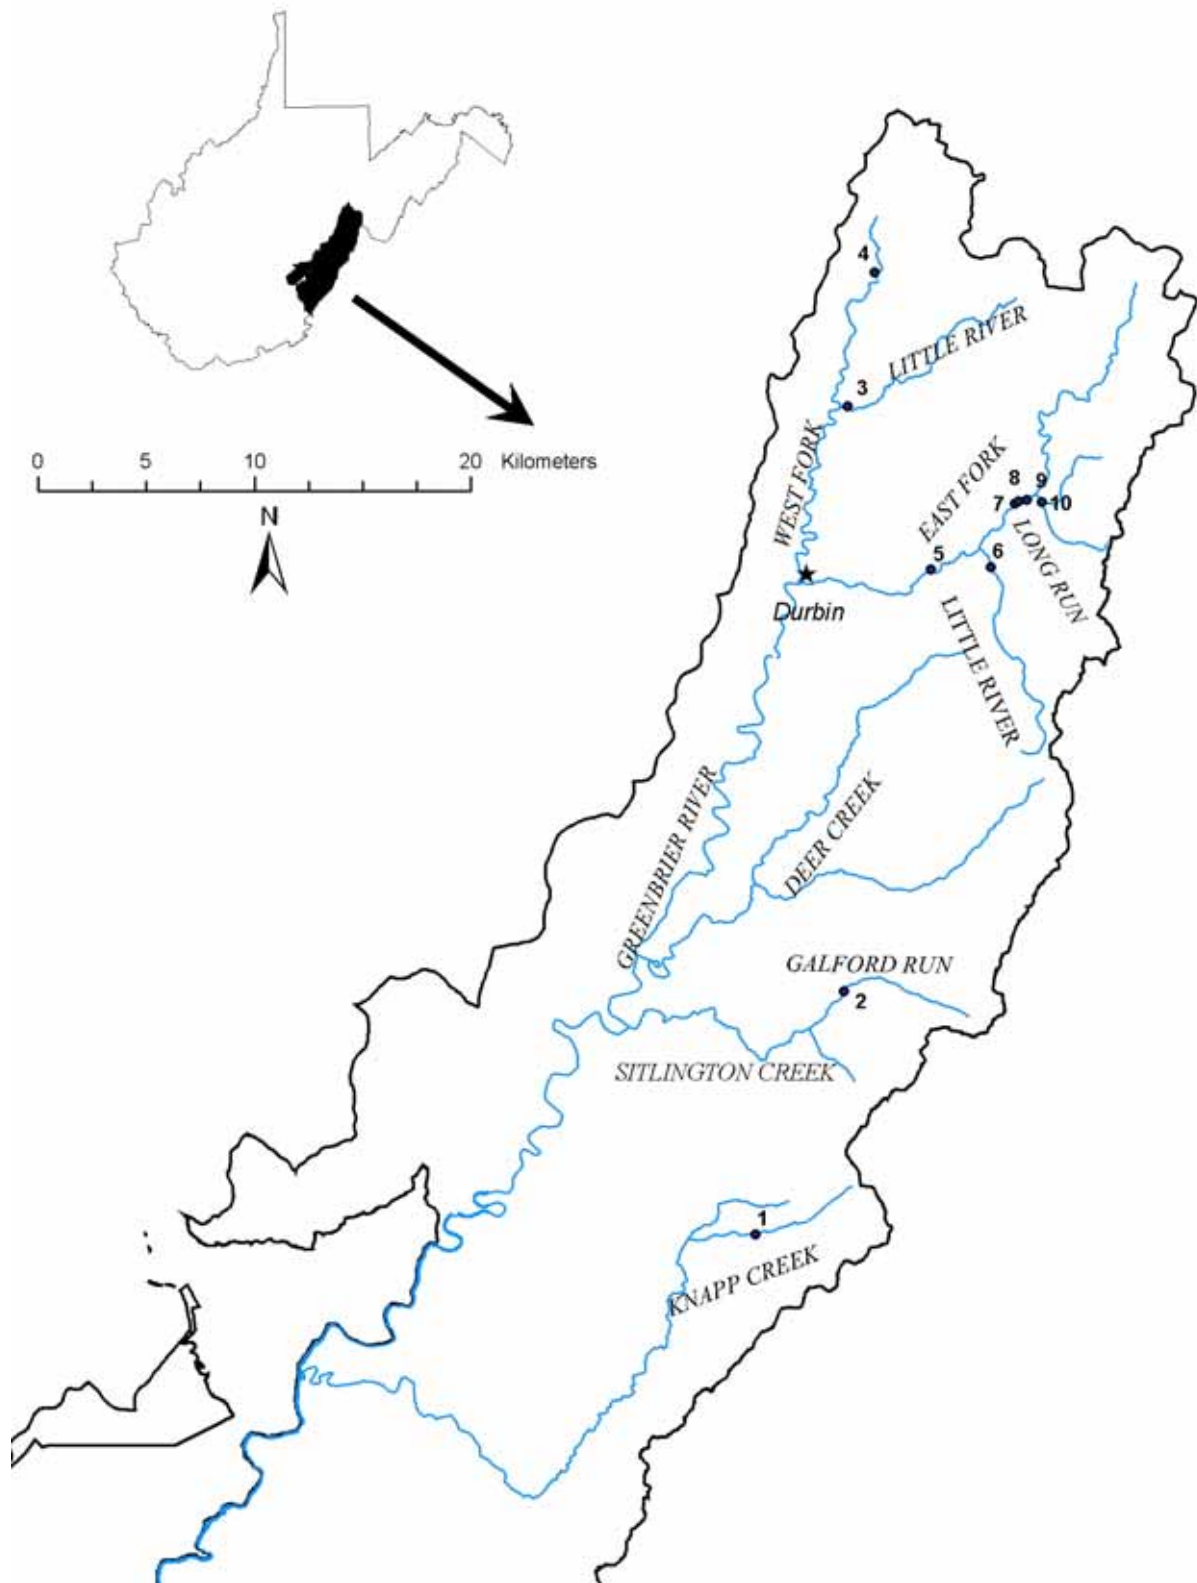 4
LITTLE RIVER
3
0 5 10 20 Kilometers
N
WEST FORK
EAST FORK
8 9
7 10
LONG RUN
5 6
Durbin
LITTLE RIVER
GREENBRIER RIVER
DEER CREEK
GALFORD RUN
2
SITLINGTON CREEK
1
KNAPP CREEK